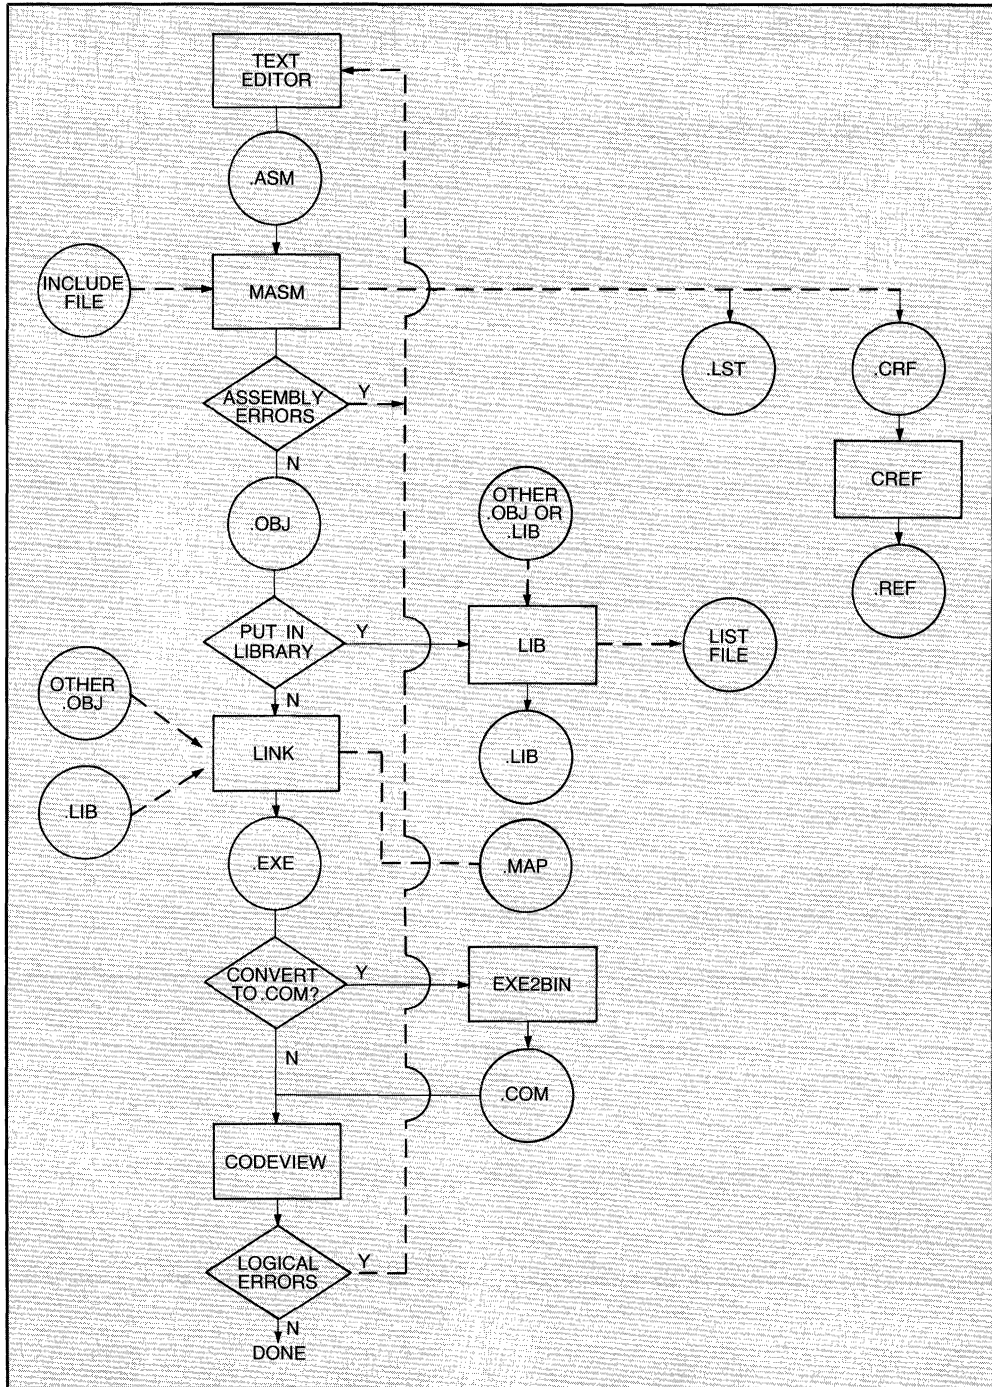 TEXT
EDITOR
.ASM
INCLUDE
FILE
MASM
.LST
.CRF
ASSEMBLY
ERRORS
Y
N
CREF
.OBJ
OTHER
.OBJ OR
.LIB
.REF
PUT IN
LIBRARY
Y
N
LIB
LIST
FILE
OTHER
.OBJ
LINK
.LIB
.LIB
.EXE
.MAP
CONVERT
TO .COM?
Y
N
EXE2BIN
.COM
CODEVIEW
LOGICAL
ERRORS
Y
N
DONE